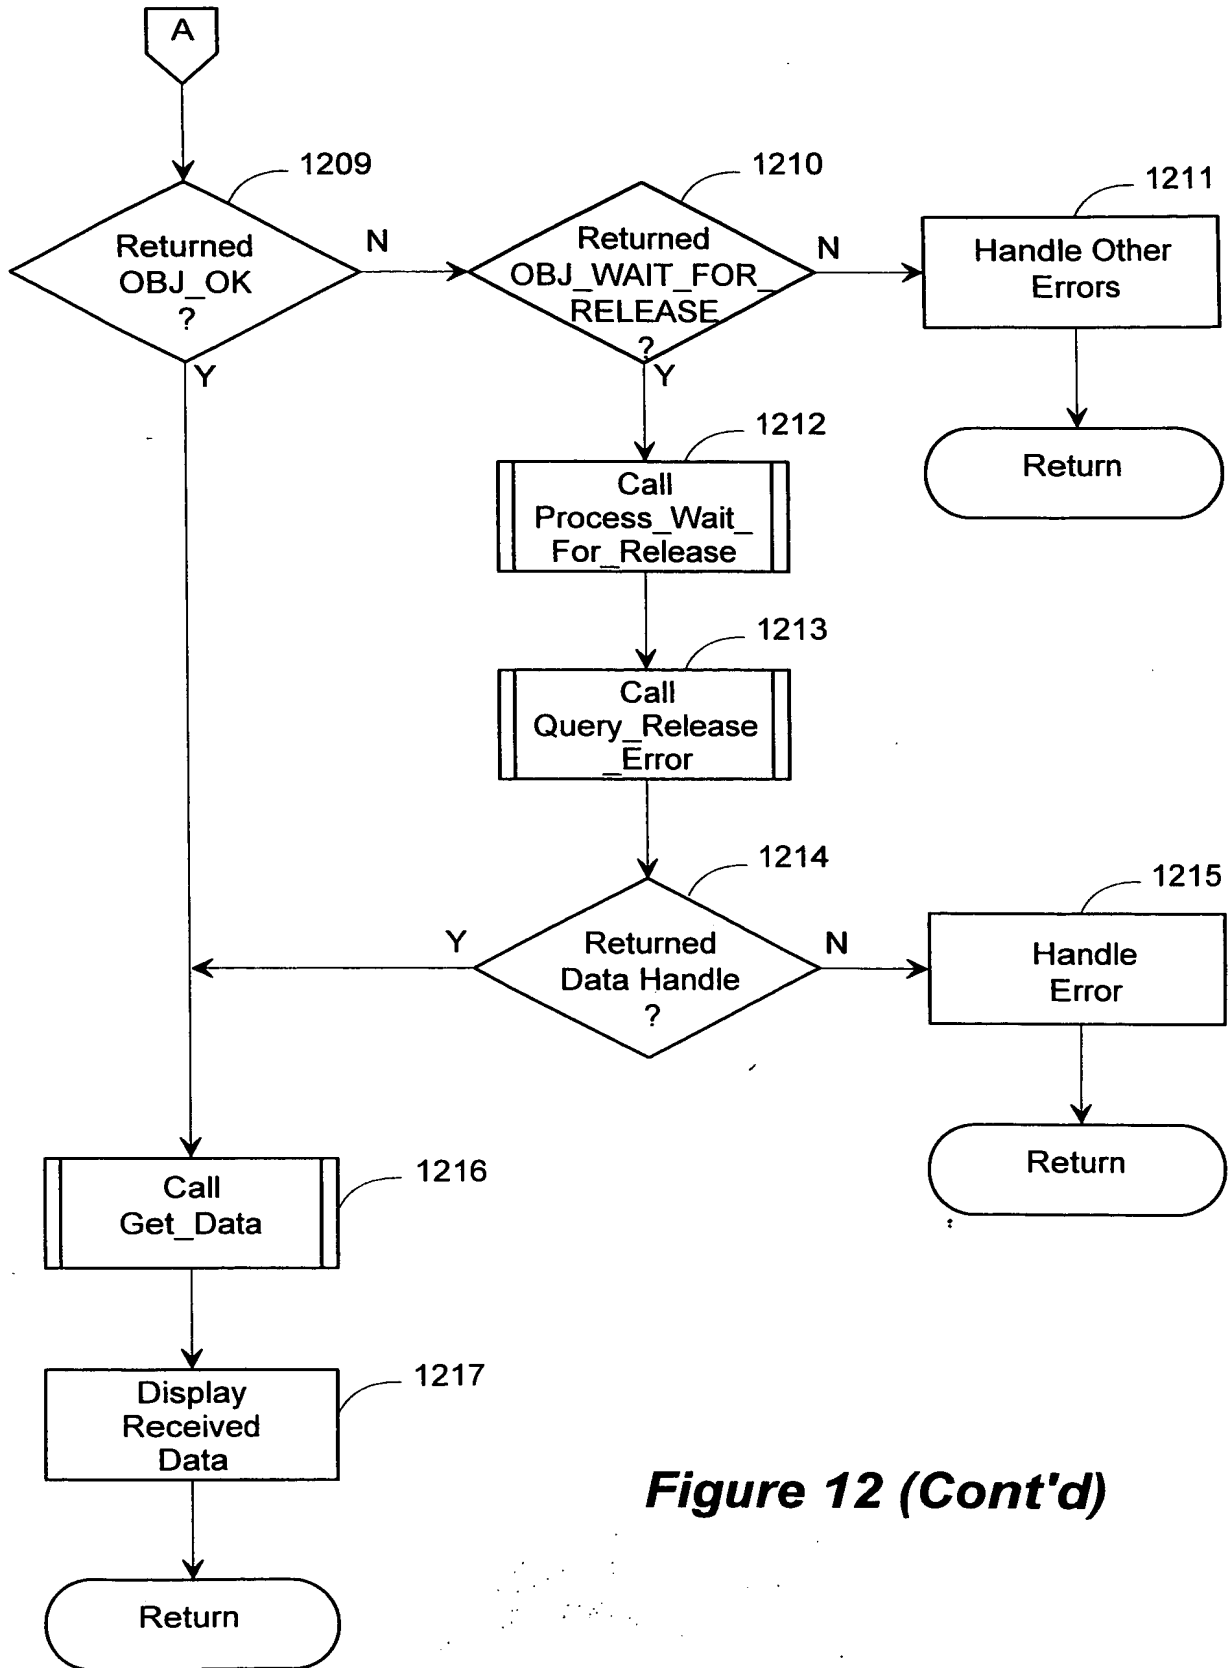 A
1209
Returned
OBJ_OK
?
N
Y
1210
Returned
OBJ_WAIT_FOR_
RELEASE
?
N
Y
1211
Handle Other
Errors
Return
1212
Call
Process_Wait_
For_Release
1213
Call
Query_Release
_Error
1214
Returned
Data Handle
?
Y
N
1215
Handle
Error
Return
1216
Call
Get_Data
1217
Display
Received
Data
Return
Figure 12 (Cont'd)